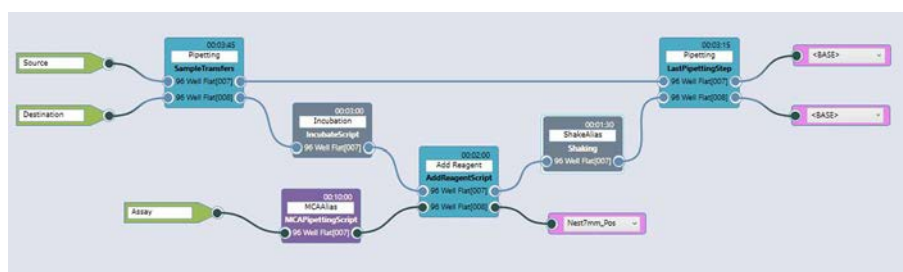 Source
Destination
00:03:45
Pipetting
SampleTransfers
96 Well Flat[007]
96 Well Flat[008]
00:03:00
Incubation
IncubateScript
96 Well Flat[007]
Assay
00:10:00
MCAAlias
MCAPipettingScript
96 Well Flat[007]
00:02:00
Add Reagent
AddReagentScript
96 Well Flat[007]
96 Well Flat[008]
00:01:30
ShakeAlias
Shaking
96 Well Flat[007]
Nest7mm_Pos
00:03:15
Pipetting
LastPipettingStep
96 Well Flat[007]
96 Well Flat[008]
<BASE>
<BASE>